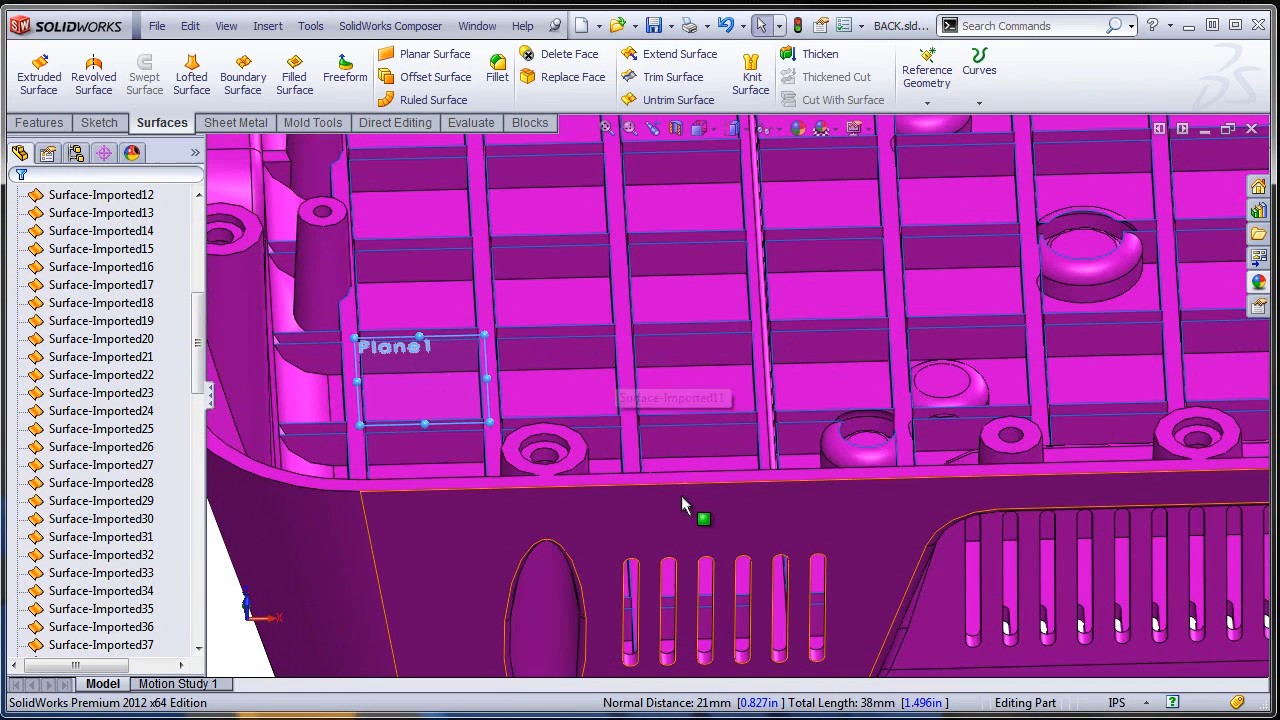 SW SOLIDWORKS File Edit View Insert Tools SolidWorks Composer Window Help BACK.sld... Search Commands
Extruded Surface
Revolved Surface
Swept Surface
Lofted Surface
Boundary Surface
Filled Surface
Freeform
Planar Surface
Offset Surface
Ruled Surface
Fillet
Delete Face
Replace Face
Extend Surface
Trim Surface
Untrim Surface
Knit Surface
Thicken
Thickened Cut
Cut With Surface
Reference Geometry
Curves
Features Sketch Surfaces Sheet Metal Mold Tools Direct Editing Evaluate Blocks
Surface-Imported12
Surface-Imported13
Surface-Imported14
Surface-Imported15
Surface-Imported16
Surface-Imported17
Surface-Imported18
Surface-Imported19
Surface-Imported20
Surface-Imported21
Surface-Imported22
Surface-Imported23
Surface-Imported24
Surface-Imported25
Surface-Imported26
Surface-Imported27
Surface-Imported28
Surface-Imported29
Surface-Imported30
Surface-Imported31
Surface-Imported32
Surface-Imported33
Surface-Imported34
Surface-Imported35
Surface-Imported36
Surface-Imported37
Plane1
Surface-Imported11
X
Model Motion Study 1
SolidWorks Premium 2012 x64 Edition Normal Distance: 21mm [0.827in ] Total Length: 38mm [1.496in ] Editing Part IPS